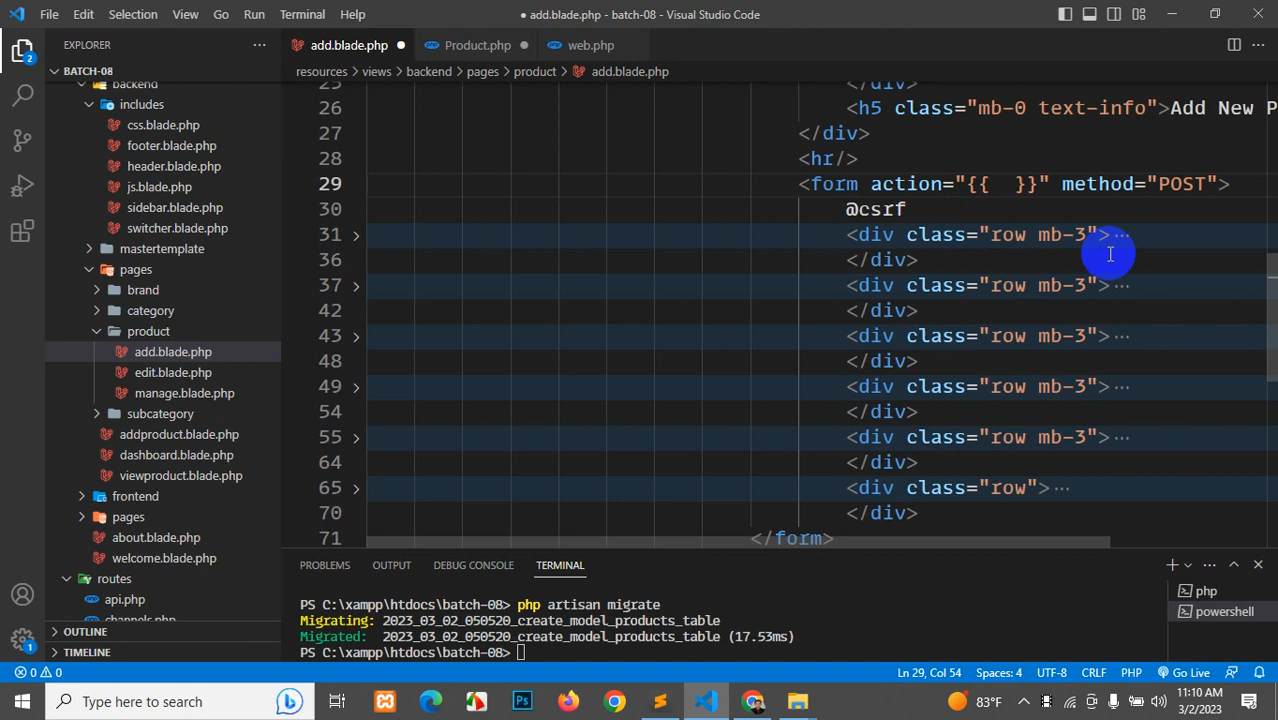 File Edit Selection View Go Run Terminal Help
● add.blade.php - batch-08 - Visual Studio Code
EXPLORER
add.blade.php ● Product.php ● web.php
BATCH-08
resources > views > backend > pages > product > add.blade.php
backend
includes
css.blade.php
footer.blade.php
header.blade.php
js.blade.php
sidebar.blade.php
switcher.blade.php
mastertemplate
pages
brand
category
product
add.blade.php
edit.blade.php
manage.blade.php
subcategory
addproduct.blade.php
dashboard.blade.php
viewproduct.blade.php
frontend
pages
about.blade.php
welcome.blade.php
routes
api.php
channels.php
OUTLINE
TIMELINE
25 </div>
26 <h5 class="mb-0 text-info">Add New P
27 </div>
28 <hr/>
29 <form action="{{  }}" method="POST">
30 @csrf
31 <div class="row mb-3">···
36 </div>
37 <div class="row mb-3">···
42 </div>
43 <div class="row mb-3">···
48 </div>
49 <div class="row mb-3">···
54 </div>
55 <div class="row mb-3">···
64 </div>
65 <div class="row">···
70 </div>
71 </form>
PROBLEMS OUTPUT DEBUG CONSOLE TERMINAL
PS C:\xampp\htdocs\batch-08> php artisan migrate
Migrating: 2023_03_02_050520_create_model_products_table
Migrated: 2023_03_02_050520_create_model_products_table (17.53ms)
PS C:\xampp\htdocs\batch-08>
php
powershell
2
1
0 0
Ln 29, Col 54 Spaces: 4 UTF-8 CRLF PHP Go Live
Type here to search
Ps
83°F
11:10 AM
3/2/2023